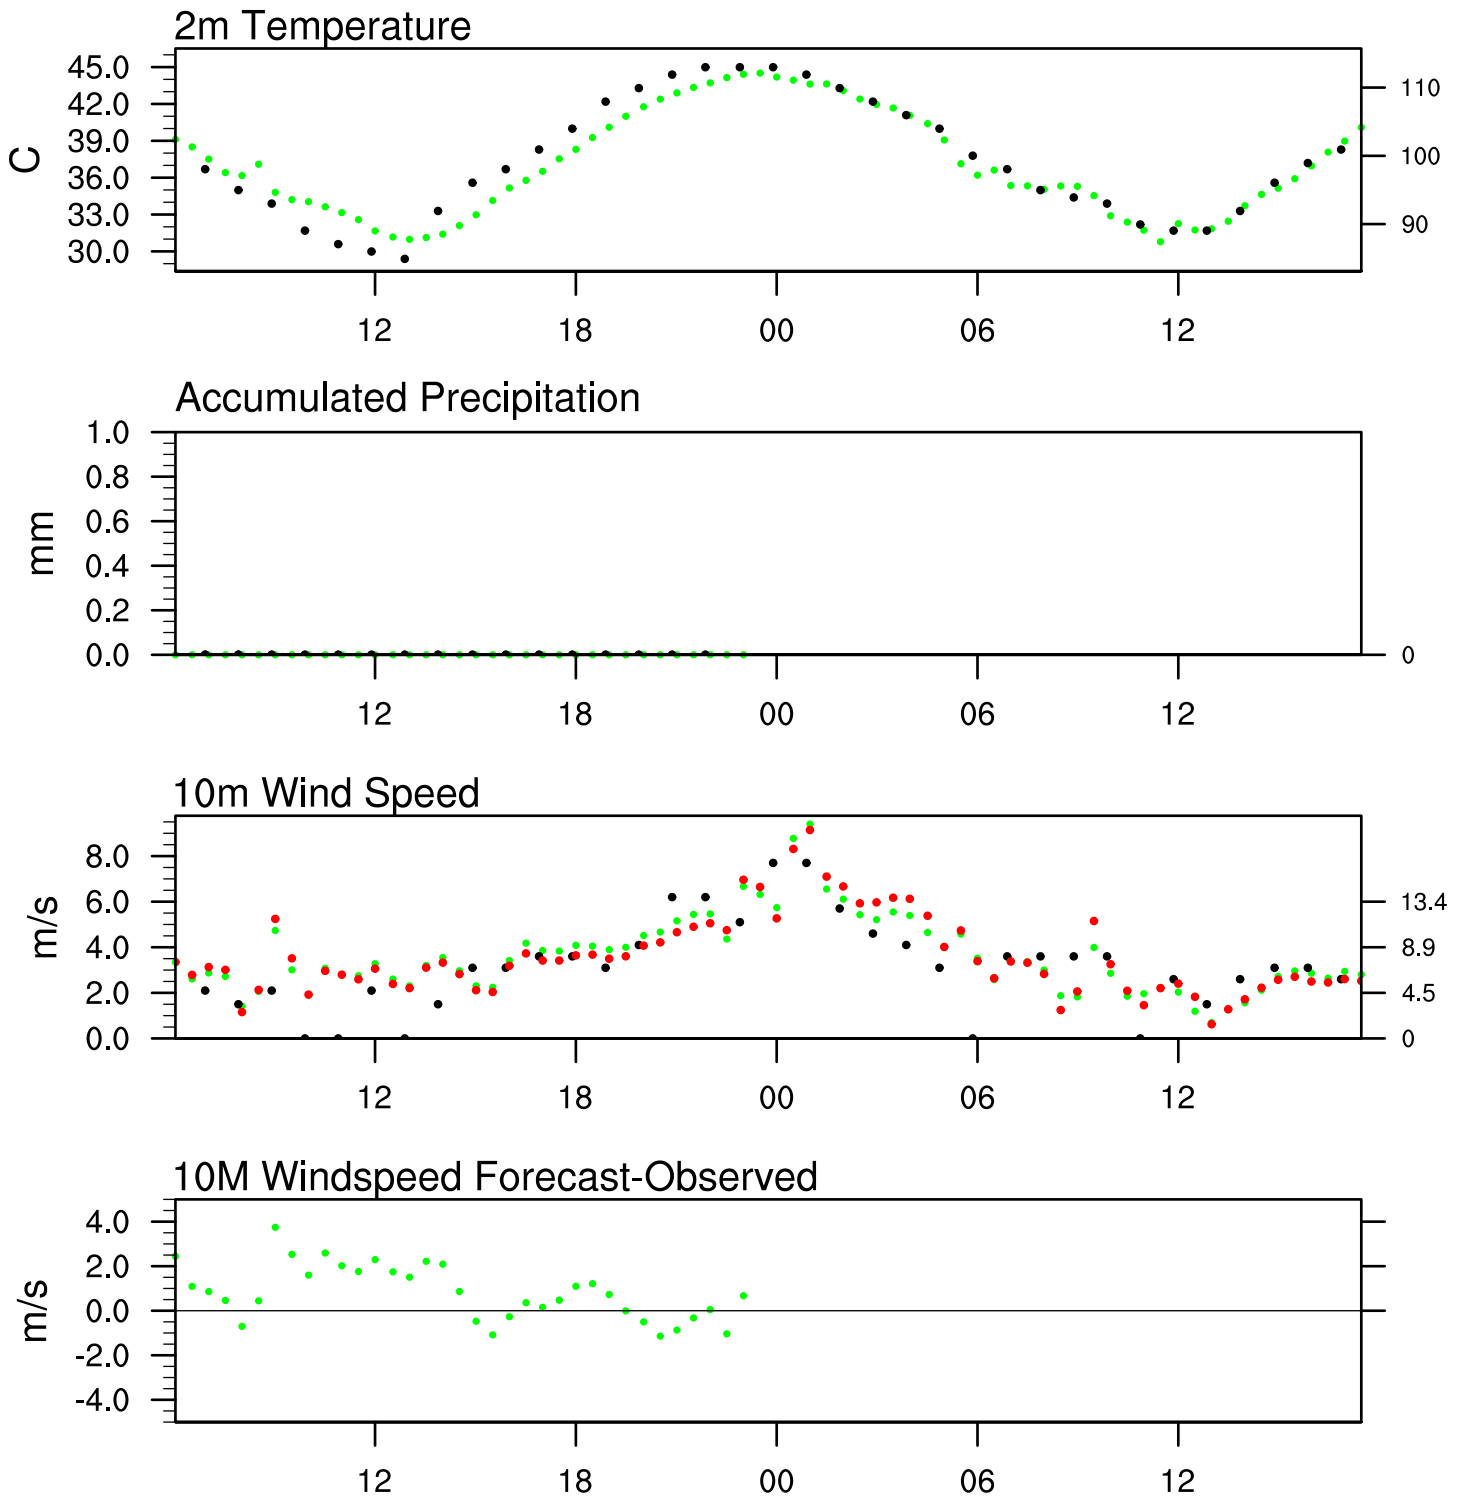 2m Temperature
45.0
42.0
39.0
36.0
33.0
30.0
C
110
100
90
12 18 00 06 12
Accumulated Precipitation
1.0
0.8
0.6
0.4
0.2
0.0
mm
0
12 18 00 06 12
10m Wind Speed
8.0
6.0
4.0
2.0
0.0
m/s
13.4
8.9
4.5
0
12 18 00 06 12
10M Windspeed Forecast-Observed
4.0
2.0
0.0
-2.0
-4.0
m/s
12 18 00 06 12